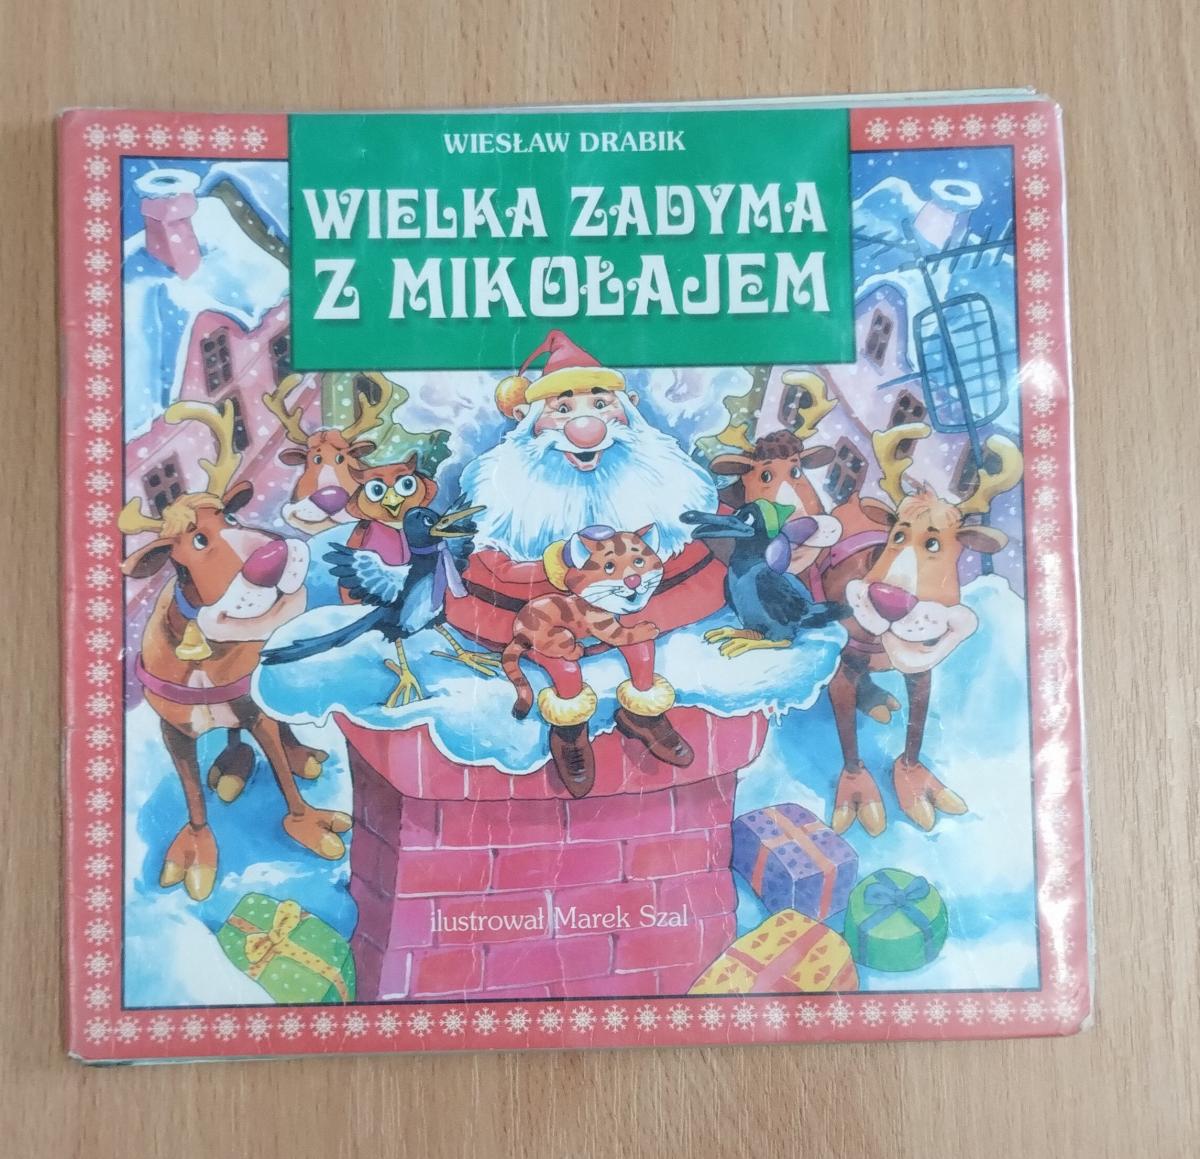 WIESŁAW DRABIK
WIELKA ZADYMA
Z MIKOŁAJEM
ilustrował Marek Szal